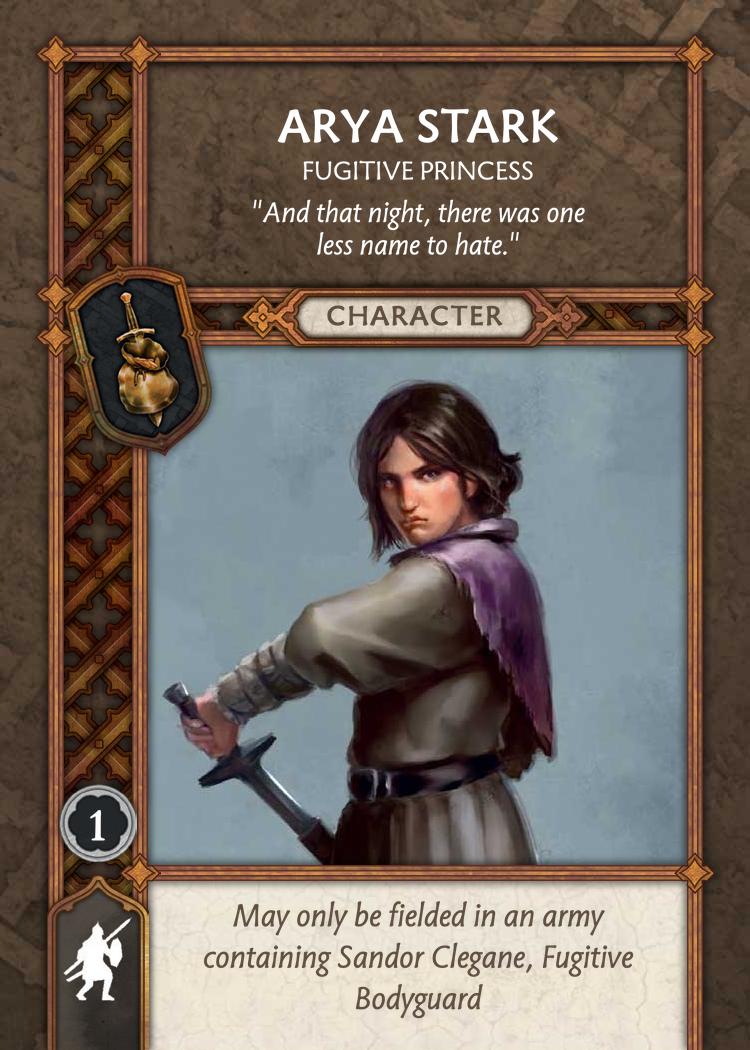 ARYA STARK
FUGITIVE PRINCESS
"And that night, there was one
less name to hate."
CHARACTER
1
May only be fielded in an army
containing Sandor Clegane, Fugitive
Bodyguard